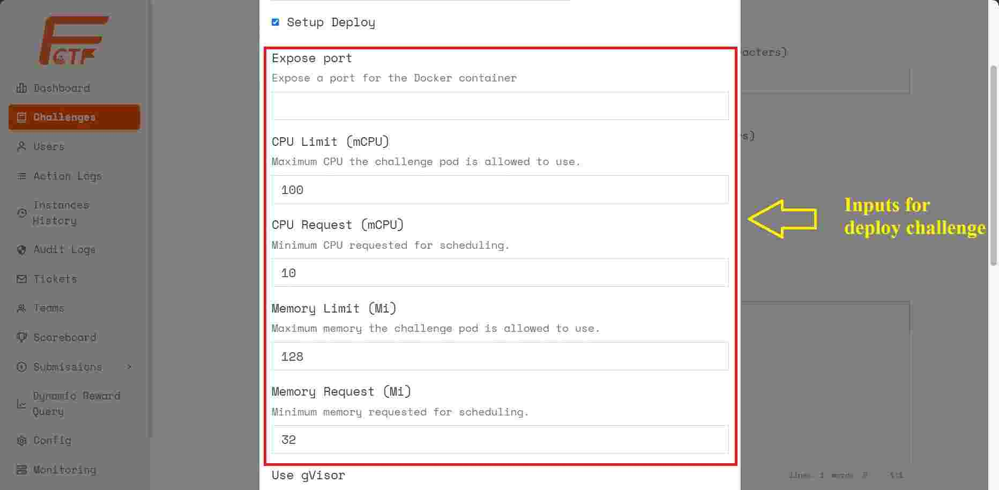 FCTF
Dashboard
Challenges
Users
Action Logs
Instances
History
Audit Logs
Tickets
Teams
Scoreboard
Submissions
Dynamic Reward
Query
Config
Monitoring
Setup Deploy
Expose port
Expose a port for the Docker container
CPU Limit (mCPU)
Maximum CPU the challenge pod is allowed to use.
100
CPU Request (mCPU)
Minimum CPU requested for scheduling.
10
Memory Limit (Mi)
Maximum memory the challenge pod is allowed to use.
128
Memory Request (Mi)
Minimum memory requested for scheduling.
32
Use gVisor
acters)
s)
Inputs for
deploy challenge
lines 1 words